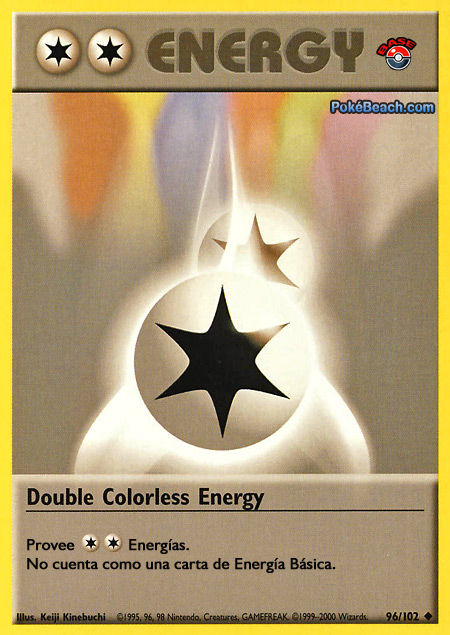 ENERGY
BASE
PokéBeach.com
Double Colorless Energy
Provee Energías.
No cuenta como una carta de Energía Básica.
Illus. Keiji Kinebuchi ©1995, 96, 98 Nintendo, Creatures, GAMEFREAK. ©1999–2000 Wizards. 96/102